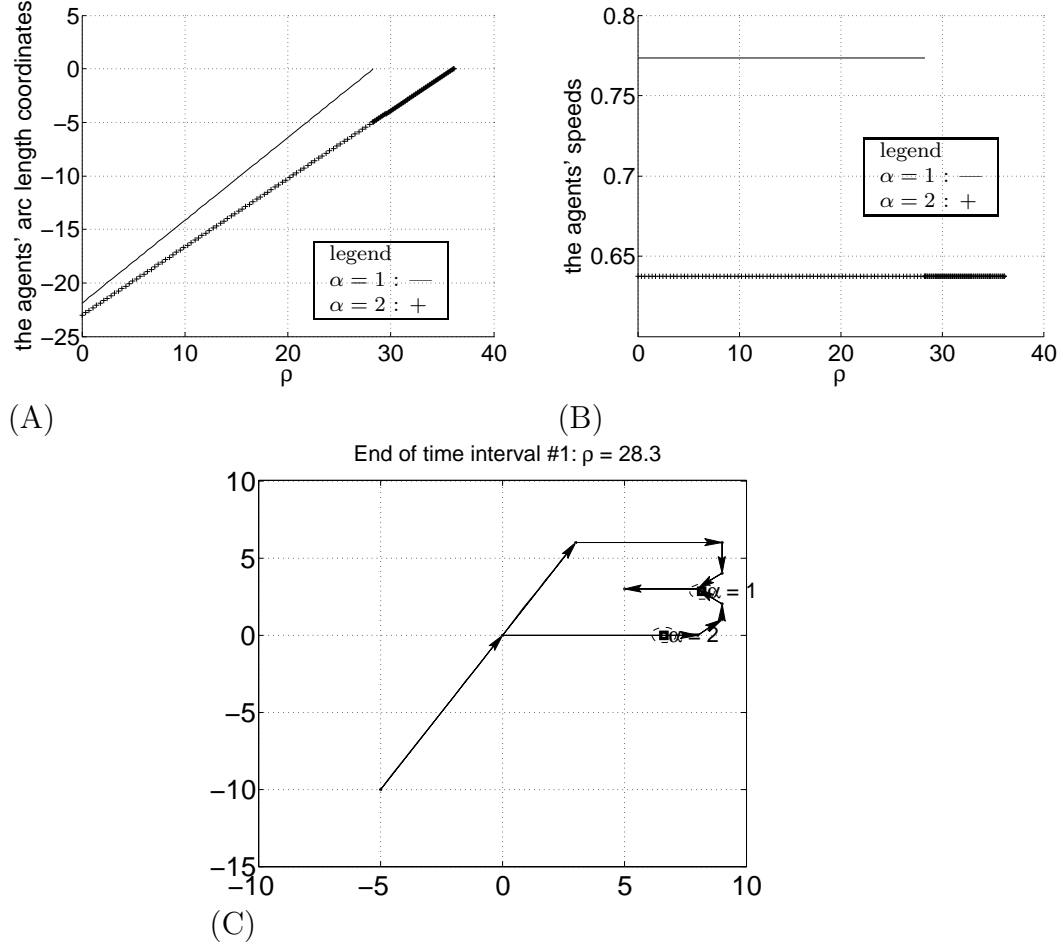 the agents' arc length coordinates
5
0
−5
−10
−15
−20
−25
0
10
20
30
40
ρ
legend
α = 1 : —
α = 2 : +
(A)
the agents' speeds
0.8
0.75
0.7
0.65
0
10
20
30
40
ρ
legend
α = 1 : —
α = 2 : +
(B)
End of time interval #1: ρ = 28.3
10
5
0
−5
−10
−15
−10
−5
0
5
10
α = 1
α = 2
(C)